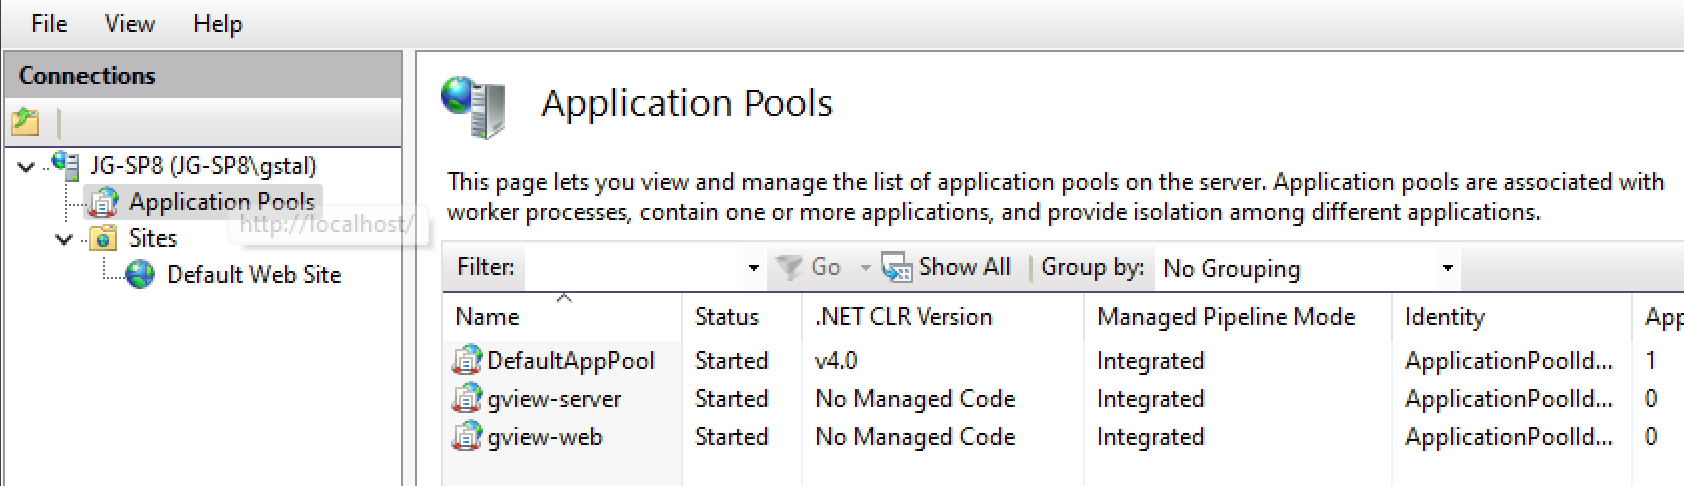 File View Help
Connections
JG-SP8 (JG-SP8\gstal)
Application Pools
http://localhost/
Sites
Default Web Site
Application Pools
This page lets you view and manage the list of application pools on the server. Application pools are associated with
worker processes, contain one or more applications, and provide isolation among different applications.
Filter: Go Show All Group by: No Grouping
Name Status .NET CLR Version Managed Pipeline Mode Identity App
DefaultAppPool Started v4.0 Integrated ApplicationPoolId... 1
gview-server Started No Managed Code Integrated ApplicationPoolId... 0
gview-web Started No Managed Code Integrated ApplicationPoolId... 0